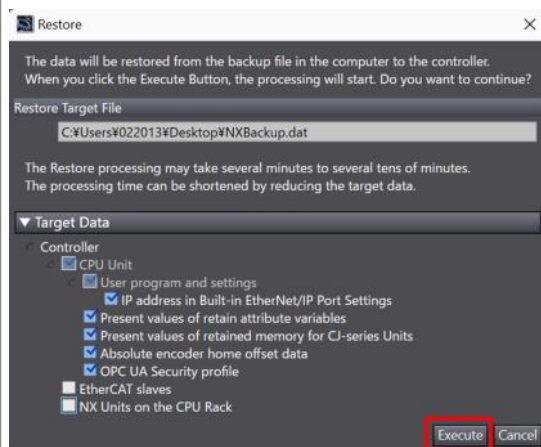 Restore
The data will be restored from the backup file in the computer to the controller.
When you click the Execute Button, the processing will start. Do you want to continue?
Restore Target File
C:¥Users¥022013¥Desktop¥NXBackup.dat
The Restore processing may take several minutes to several tens of minutes.
The processing time can be shortened by reducing the target data.
Target Data
Controller
CPU Unit
User program and settings
IP address in Built-in EtherNet/IP Port Settings
Present values of retain attribute variables
Present values of retained memory for CJ-series Units
Absolute encoder home offset data
OPC UA Security profile
EtherCAT slaves
NX Units on the CPU Rack
Execute Cancel